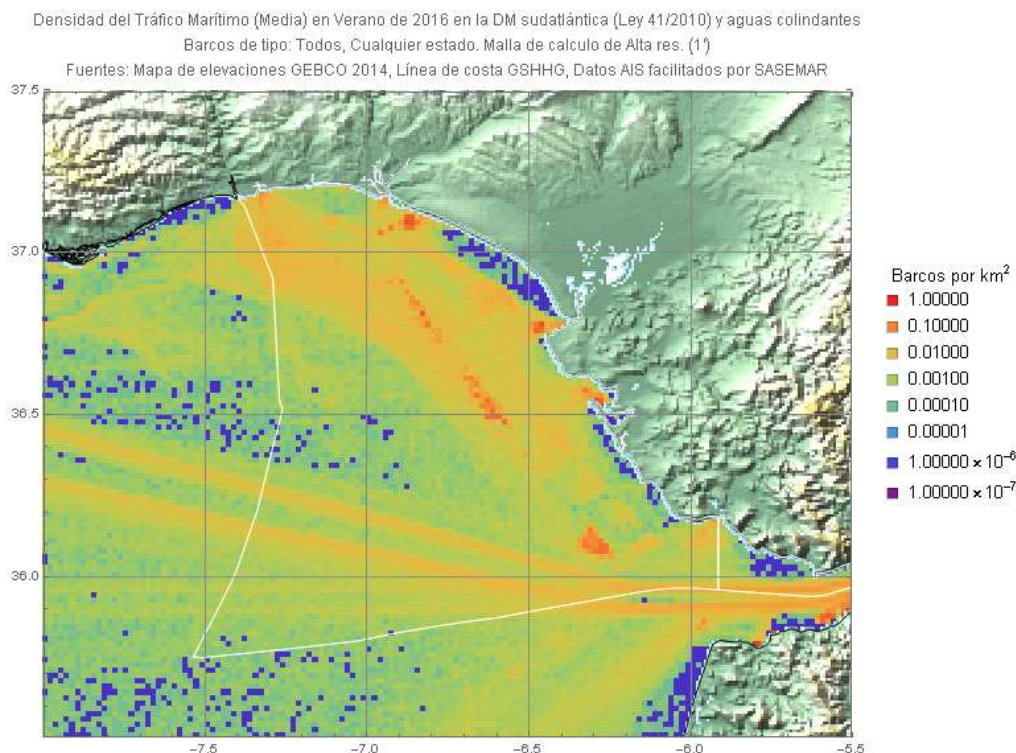 Densidad del Tráfico Marítimo (Media) en Verano de 2016 en la DM sudatlántica (Ley 41/2010) y aguas colindantes
Barcos de tipo: Todos, Cualquier estado. Malla de calculo de Alta res. (1')
Fuentes: Mapa de elevaciones GEBCO 2014, Línea de costa GSHHG, Datos AIS facilitados por SASEMAR
37.5
37.0
36.5
36.0
-7.5
-7.0
-6.5
-6.0
-5.5
Barcos por km²
1.00000
0.10000
0.01000
0.00100
0.00010
0.00001
1.00000 × 10⁻⁶
1.00000 × 10⁻⁷